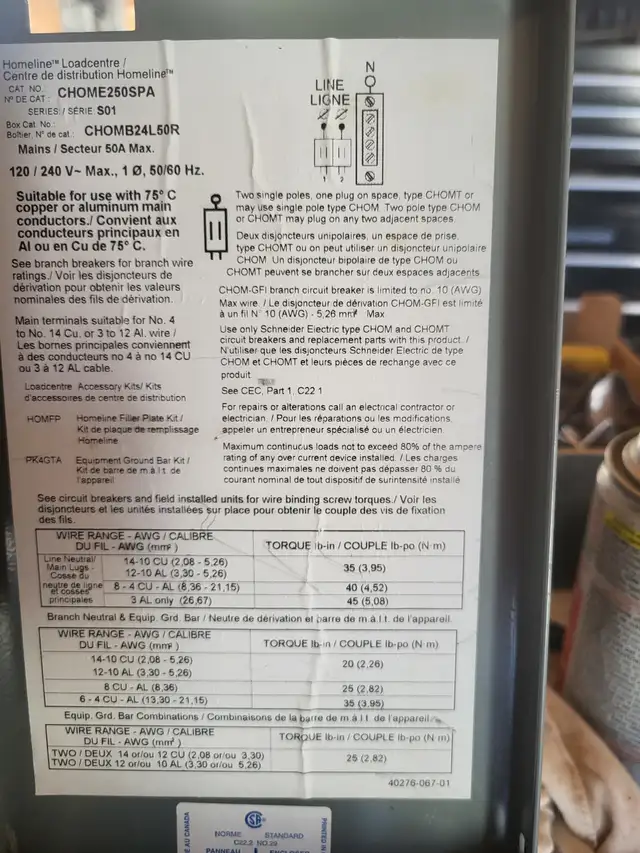 Homeline™ Loadcentre /
Centre de distribution Homeline™
CAT NO.
Nº DE CAT : CHOME250SPA
SERIES / SÉRIE S01
Box Cat. No.:
Boîtier, N° de cat.: CHOMB24L50R
Mains / Secteur 50A Max.
120 / 240 V~ Max., 1 Ø, 50/60 Hz.
Suitable for use with 75° C
copper or aluminum main
conductors./ Convient aux
conducteurs principaux en
Al ou en Cu de 75° C.
See branch breakers for branch wire
ratings./ Voir les disjoncteurs de
dérivation pour obtenir les valeurs
nominales des fils de dérivation.
Main terminals suitable for No. 4
to No. 14 Cu. or 3 to 12 Al. wire /
Les bornes principales conviennent
à des conducteurs no 4 à no 14 CU
ou 3 à 12 AL cable.
Loadcentre Accessory Kits/ Kits
d'accessoires de centre de distribution
HOMFP Homeline Filler Plate Kit /
Kit de plaque de remplissage
Homeline
PK4GTA Equipment Ground Bar Kit /
Kit de barre de m à l t de
l'appareil
N
LINE
LIGNE
1 2
Two single poles, one plug on space, type CHOMT or
may use single pole type CHOM. Two pole type CHOM
or CHOMT may plug on any two adjacent spaces.
Deux disjoncteurs unipolaires, un espace de prise,
type CHOMT ou on peut utiliser un disjoncteur unipolaire
CHOM. Un disjoncteur bipolaire de type CHOM ou
CHOMT peuvent se brancher sur deux espaces adjacents
CHOM-GFI branch circuit breaker is limited to no. 10 (AWG)
Max wire. / Le disjoncteur de dérivation CHOM-GFI est limité
à un fil N° 10 (AWG) - 5,26 mm² Max
Use only Schneider Electric type CHOM and CHOMT
circuit breakers and replacement parts with this product. /
N'utiliser que les disjoncteurs Schneider Electric de type
CHOM et CHOMT et leurs pièces de rechange avec ce
produit
See CEC, Part 1, C22 1
For repairs or alterations call an electrical contractor or
electrician. / Pour les réparations ou les modifications,
appeler un entrepreneur spécialisé ou un électricien.
Maximum continuous loads not to exceed 80% of the ampere
rating of any over current device installed. / Les charges
continues maximales ne doivent pas dépasser 80 % du
courant nominal de tout dispositif de surintensité installé
See circuit breakers and field installed units for wire binding screw torques./ Voir les
disjoncteurs et les unités installées sur place pour obtenir le couple des vis de fixation
des fils.
WIRE RANGE - AWG / CALIBRE
DU FIL - AWG (mm²) TORQUE lb-in / COUPLE lb-po (N·m)
Line Neutral/
Main Lugs -
Cosse du
neutre de ligne
et cosses
principales
14-10 CU (2,08 - 5,26)
12-10 AL (3,30 - 5,26) 35 (3,95)
8 - 4 CU - AL (8,36 - 21,15) 40 (4,52)
3 AL only (26,67) 45 (5,08)
Branch Neutral & Equip. Grd. Bar / Neutre de dérivation et barre de m.à l.t. de l'appareil.
WIRE RANGE - AWG / CALIBRE
DU FIL - AWG (mm²) TORQUE lb-in / COUPLE lb-po (N·m)
14-10 CU (2,08 - 5,26)
12-10 AL (3,30 - 5,26) 20 (2,26)
8 CU - AL (8,36) 25 (2,82)
6 - 4 CU - AL (13,30 - 21,15) 35 (3,95)
Equip. Grd. Bar Combinations / Combinaisons de la barre de m.à l t. de l'appareil.
WIRE RANGE - AWG / CALIBRE
DU FIL - AWG (mm²) TORQUE lb-in / COUPLE lb-po (N·m)
TWO / DEUX 14 or/ou 12 CU (2,08 or/ou 3,30)
TWO / DEUX 12 or/ou 10 AL (3,30 or/ou 5,26) 25 (2,82)
40276-067-01
AU CANADA
NORME STANDARD
C22.2 NO.29
PANNEAU ENCLOSED
PRINTED IN